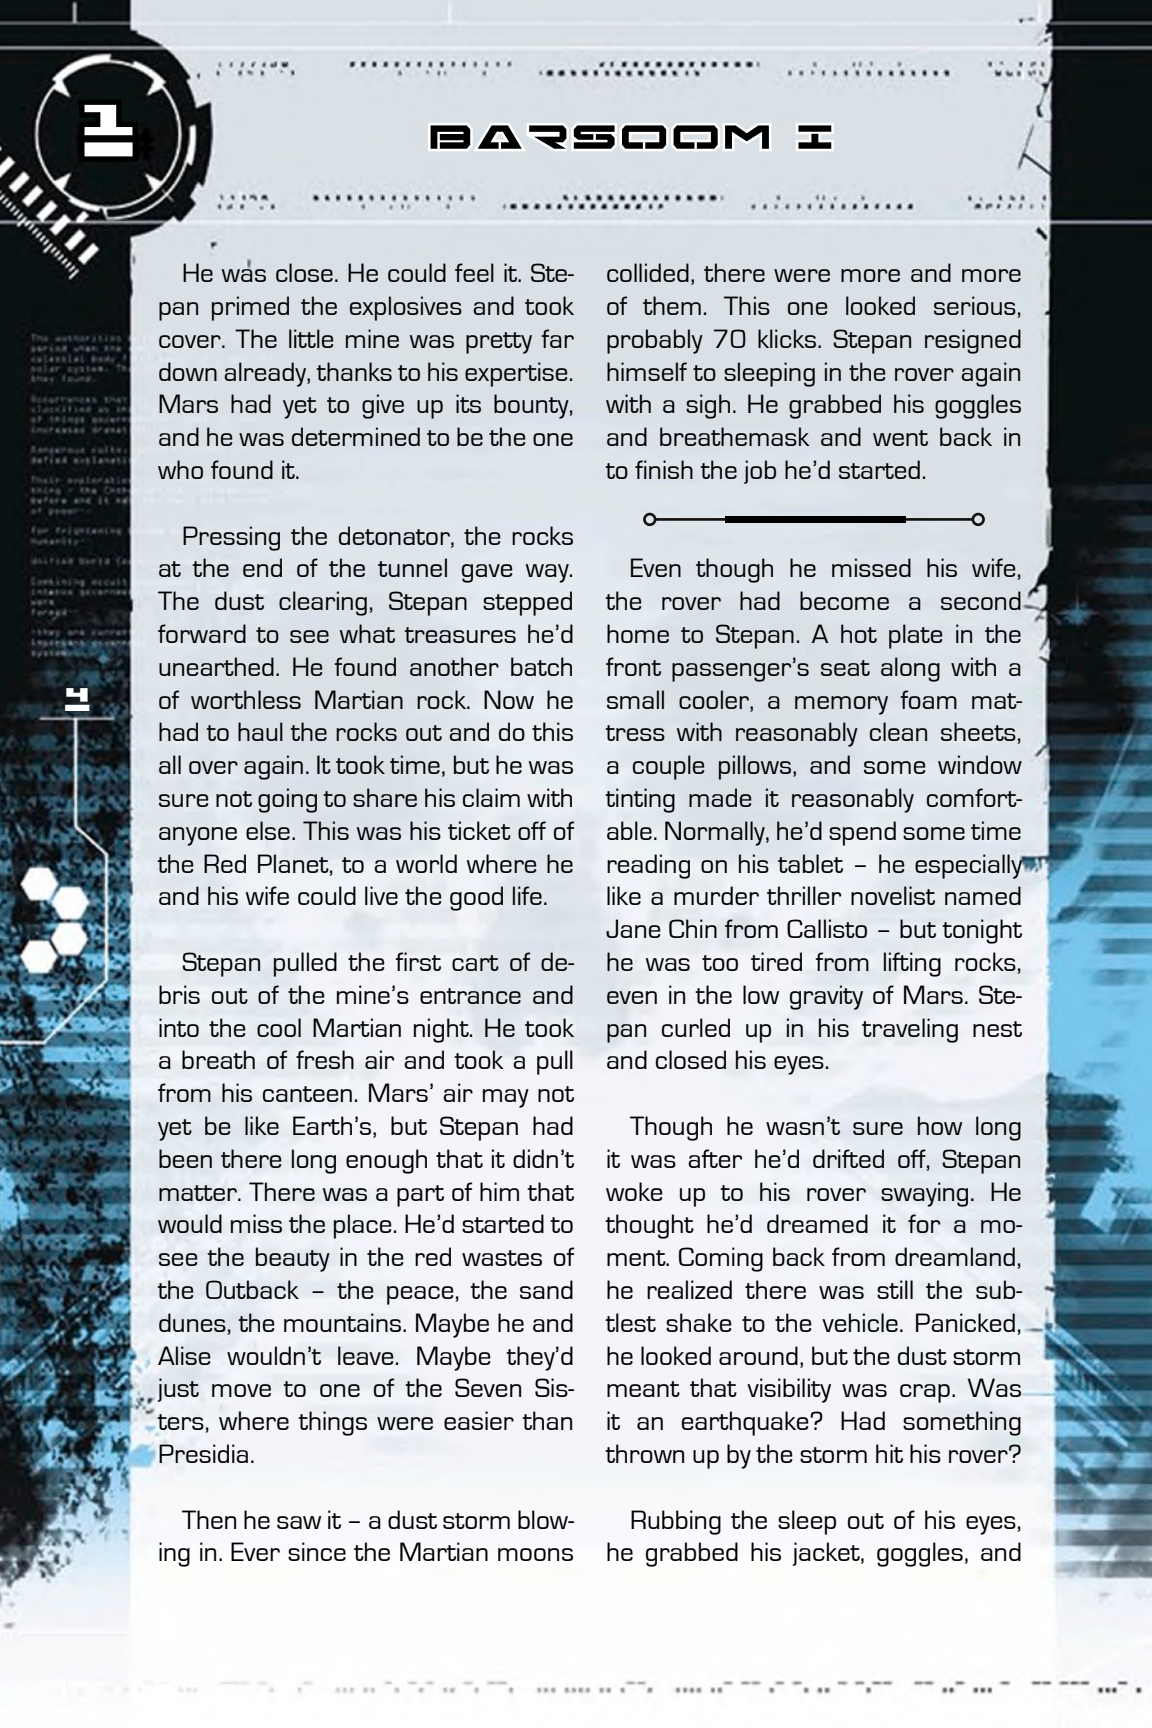 1
BARSOOM I
He was close. He could feel it. Ste-
pan primed the explosives and took
cover. The little mine was pretty far
down already, thanks to his expertise.
Mars had yet to give up its bounty,
and he was determined to be the one
who found it.
Pressing the detonator, the rocks
at the end of the tunnel gave way.
The dust clearing, Stepan stepped
forward to see what treasures he’d
unearthed. He found another batch
of worthless Martian rock. Now he
had to haul the rocks out and do this
all over again. It took time, but he was
sure not going to share his claim with
anyone else. This was his ticket off of
the Red Planet, to a world where he
and his wife could live the good life.
Stepan pulled the first cart of de-
bris out of the mine’s entrance and
into the cool Martian night. He took
a breath of fresh air and took a pull
from his canteen. Mars’ air may not
yet be like Earth’s, but Stepan had
been there long enough that it didn’t
matter. There was a part of him that
would miss the place. He’d started to
see the beauty in the red wastes of
the Outback – the peace, the sand
dunes, the mountains. Maybe he and
Alise wouldn’t leave. Maybe they’d
just move to one of the Seven Sis-
ters, where things were easier than
Presidia.
Then he saw it – a dust storm blow-
ing in. Ever since the Martian moons
collided, there were more and more
of them. This one looked serious,
probably 70 klicks. Stepan resigned
himself to sleeping in the rover again
with a sigh. He grabbed his goggles
and breathemask and went back in
to finish the job he’d started.
Even though he missed his wife,
the rover had become a second
home to Stepan. A hot plate in the
front passenger’s seat along with a
small cooler, a memory foam mat-
tress with reasonably clean sheets,
a couple pillows, and some window
tinting made it reasonably comfort-
able. Normally, he’d spend some time
reading on his tablet – he especially
like a murder thriller novelist named
Jane Chin from Callisto – but tonight
he was too tired from lifting rocks,
even in the low gravity of Mars. Ste-
pan curled up in his traveling nest
and closed his eyes.
Though he wasn’t sure how long
it was after he’d drifted off, Stepan
woke up to his rover swaying. He
thought he’d dreamed it for a mo-
ment. Coming back from dreamland,
he realized there was still the sub-
tlest shake to the vehicle. Panicked,
he looked around, but the dust storm
meant that visibility was crap. Was
it an earthquake? Had something
thrown up by the storm hit his rover?
Rubbing the sleep out of his eyes,
he grabbed his jacket, goggles, and
4